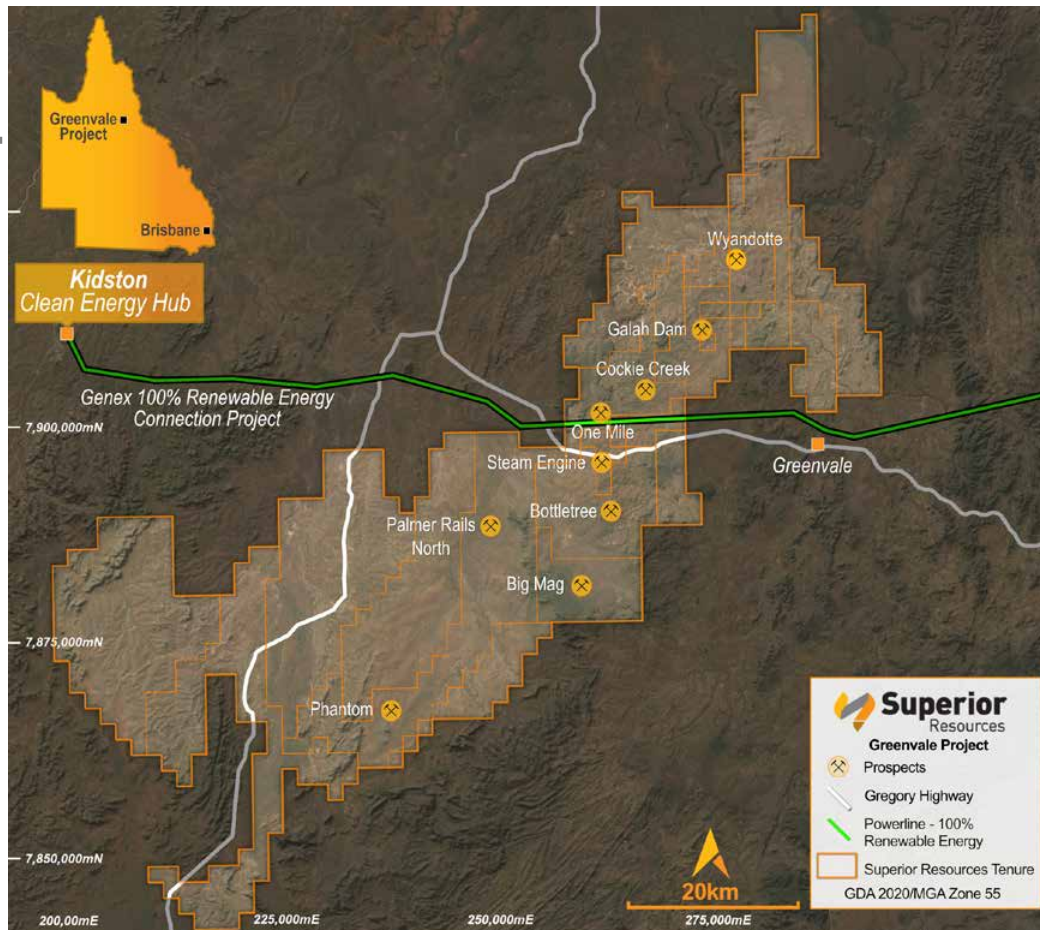 Greenvale
Project
Brisbane
Kidston
Clean Energy Hub
Wyandotte
Galah Dam
Cockie Creek
Genex 100% Renewable Energy
Connection Project
7,900,000mN
One Mile
Steam Engine
Greenvale
Bottletree
Palmer Rails
North
Big Mag
7,875,000mN
Phantom
Superior
Resources
Greenvale Project
Prospects
Gregory Highway
Powerline - 100%
Renewable Energy
Superior Resources Tenure
GDA 2020/MGA Zone 55
7,850,000mN
20km
200,00mE
225,000mE
250,000mE
275,000mE